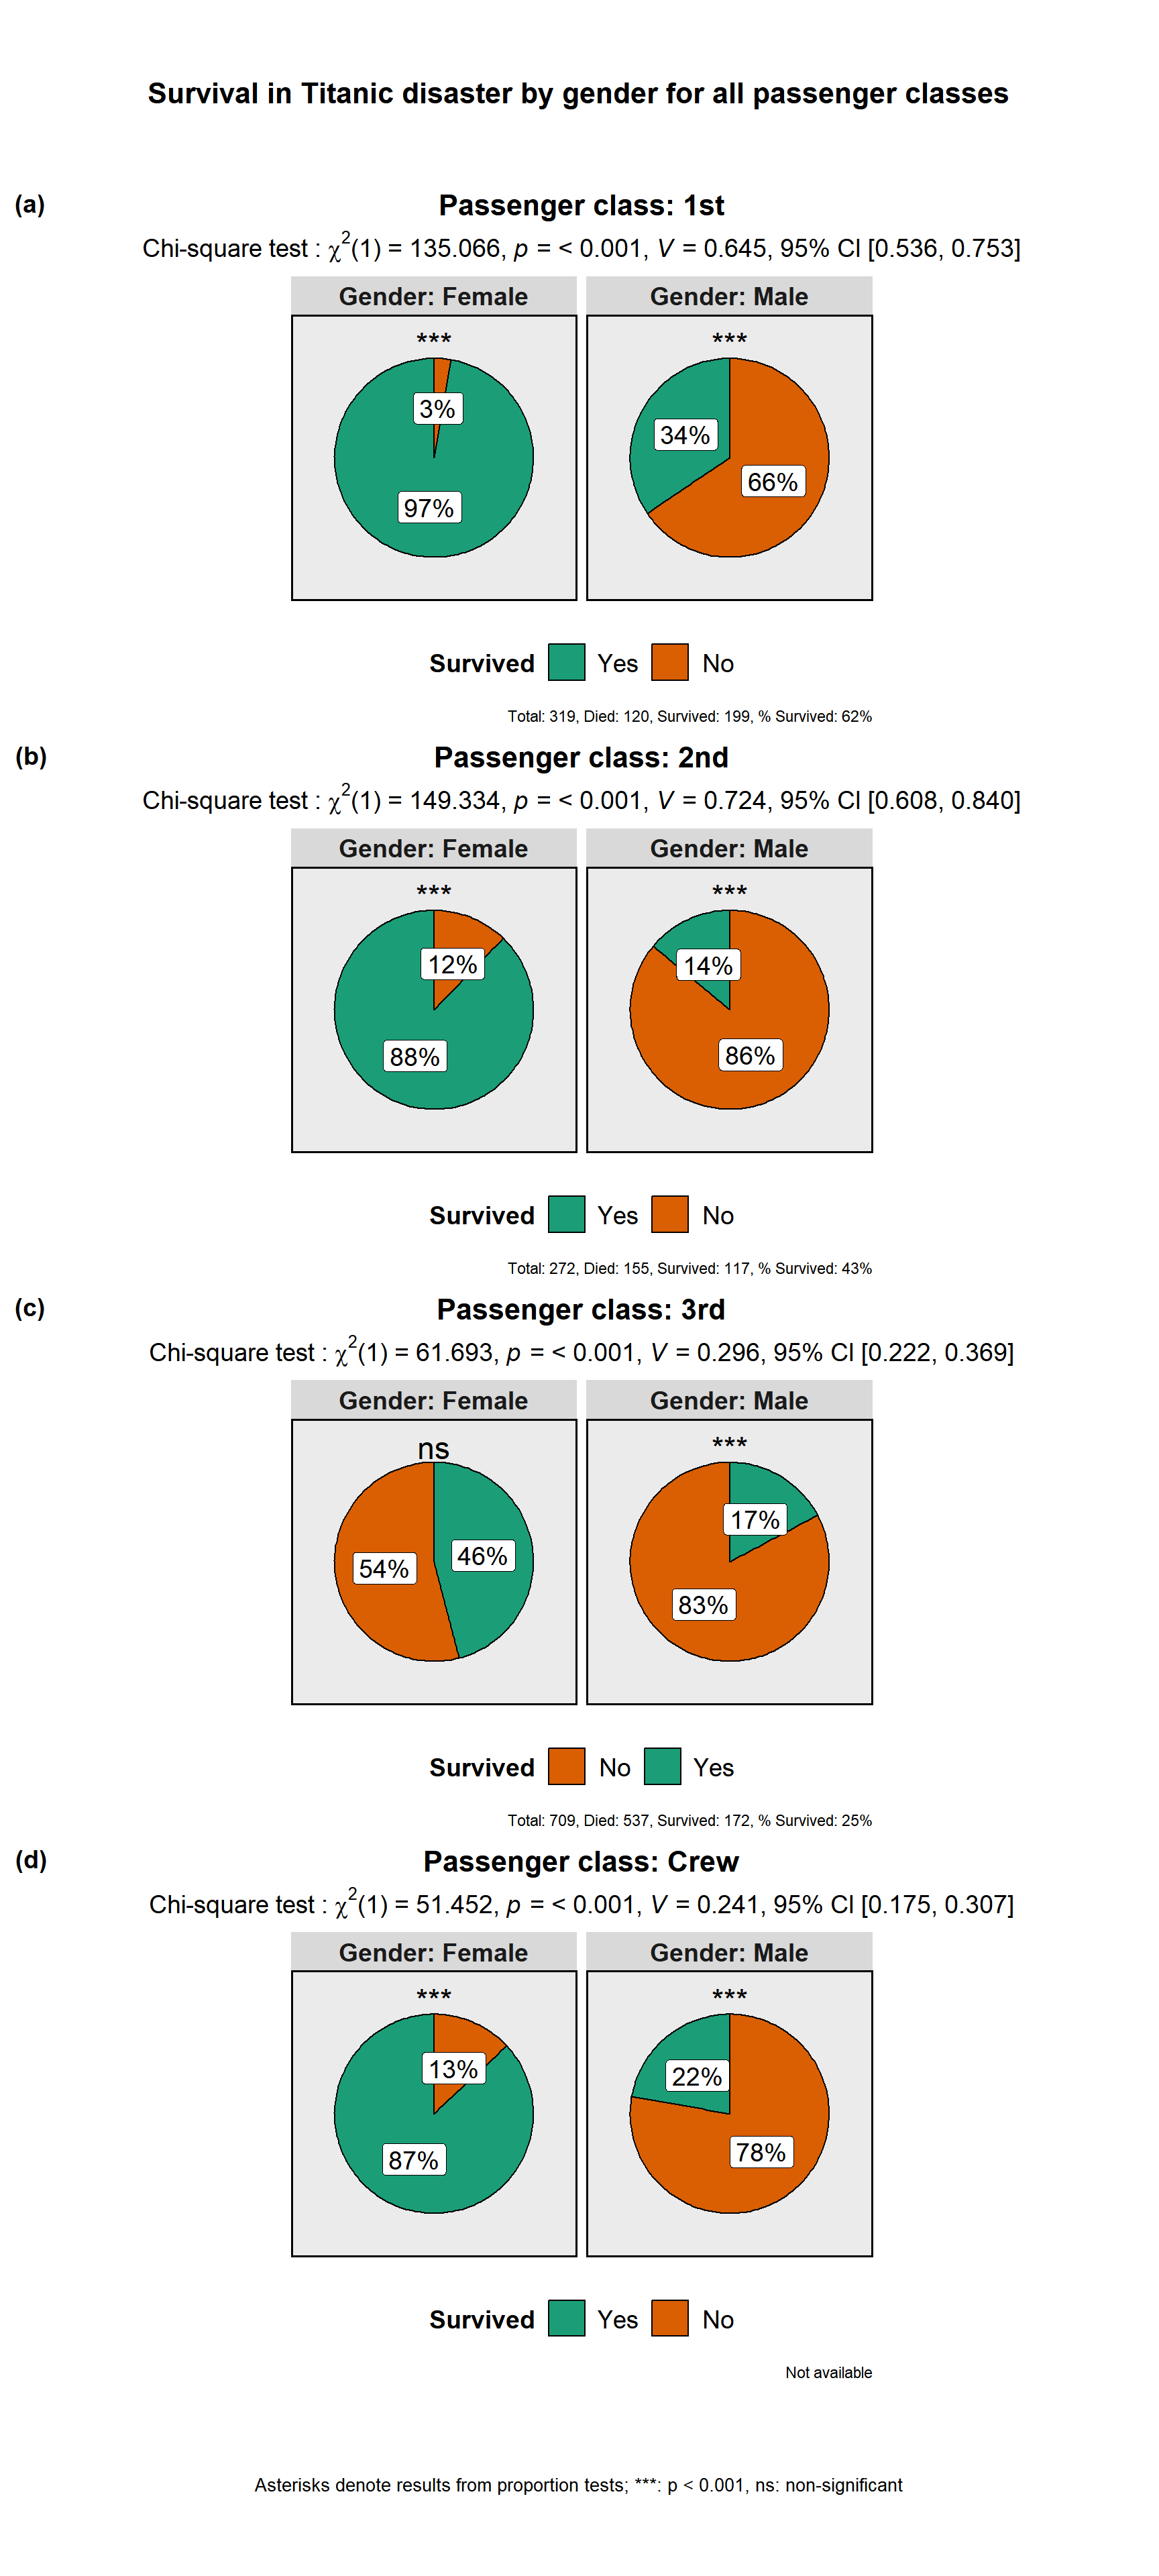 Survival in Titanic disaster by gender for all passenger classes
(a)
Passenger class: 1st
Chi-square test : χ²(1) = 135.066, p = < 0.001, V = 0.645, 95% CI [0.536, 0.753]
Gender: Female
Gender: Male
***
***
3%
97%
34%
66%
Survived Yes No
Total: 319, Died: 120, Survived: 199, % Survived: 62%
(b)
Passenger class: 2nd
Chi-square test : χ²(1) = 149.334, p = < 0.001, V = 0.724, 95% CI [0.608, 0.840]
Gender: Female
Gender: Male
***
***
12%
88%
14%
86%
Survived Yes No
Total: 272, Died: 155, Survived: 117, % Survived: 43%
(c)
Passenger class: 3rd
Chi-square test : χ²(1) = 61.693, p = < 0.001, V = 0.296, 95% CI [0.222, 0.369]
Gender: Female
Gender: Male
ns
***
54%
46%
17%
83%
Survived No Yes
Total: 709, Died: 537, Survived: 172, % Survived: 25%
(d)
Passenger class: Crew
Chi-square test : χ²(1) = 51.452, p = < 0.001, V = 0.241, 95% CI [0.175, 0.307]
Gender: Female
Gender: Male
***
***
13%
87%
22%
78%
Survived Yes No
Not available
Asterisks denote results from proportion tests; ***: p < 0.001, ns: non-significant